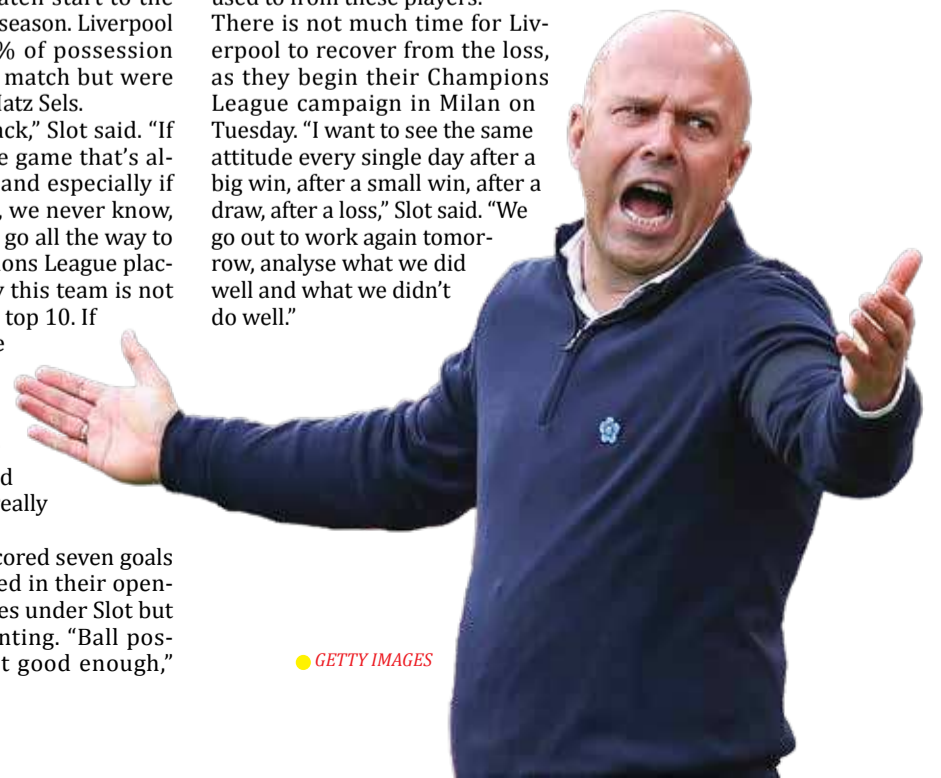 season. Liverpool
% of possession
match but were
Matz Sels.
ack,” Slot said. “If
e game that’s al-
and especially if
, we never know,
go all the way to
ions League plac-
y this team is not
top 10. If
e
d
eally
cored seven goals
ed in their open-
es under Slot but
nting. “Ball pos-
t good enough,”
used to from these players.
There is not much time for Liv-
erpool to recover from the loss,
as they begin their Champions
League campaign in Milan on
Tuesday. “I want to see the same
attitude every single day after a
big win, after a small win, after a
draw, after a loss,” Slot said. “We
go out to work again tomor-
row, analyse what we did
well and what we didn’t
do well.”
GETTY IMAGES